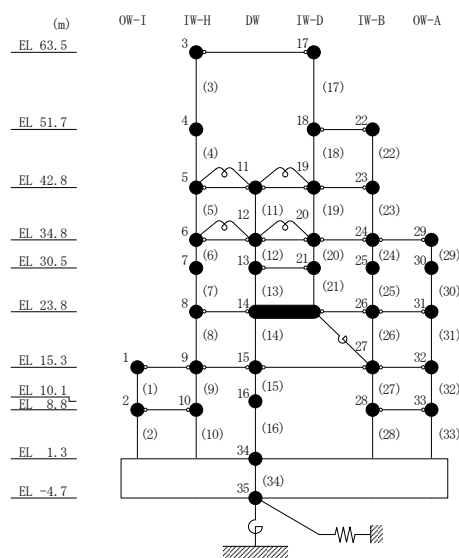 (m) OW-I IW-H DW IW-D IW-B OW-A
EL 63.5 3 17
(3) (17)
EL 51.7 4 18 22
(4) (18) (22)
EL 42.8 5 11 19 23
(5) (11) (19) (23)
EL 34.8 6 12 20 24 29
(6) (12) (20) (24) (29)
EL 30.5 7 13 21 25 30
(7) (13) (21) (25) (30)
EL 23.8 8 14 26 31
(8) (14) (26) (31)
27
EL 15.3 1 9 15 32
(1) (9) (15) (27) (32)
EL 10.1 16
EL 8.8 2 10 28 33
(2) (10) (16) (28) (33)
EL 1.3 34
(34)
EL -4.7 35